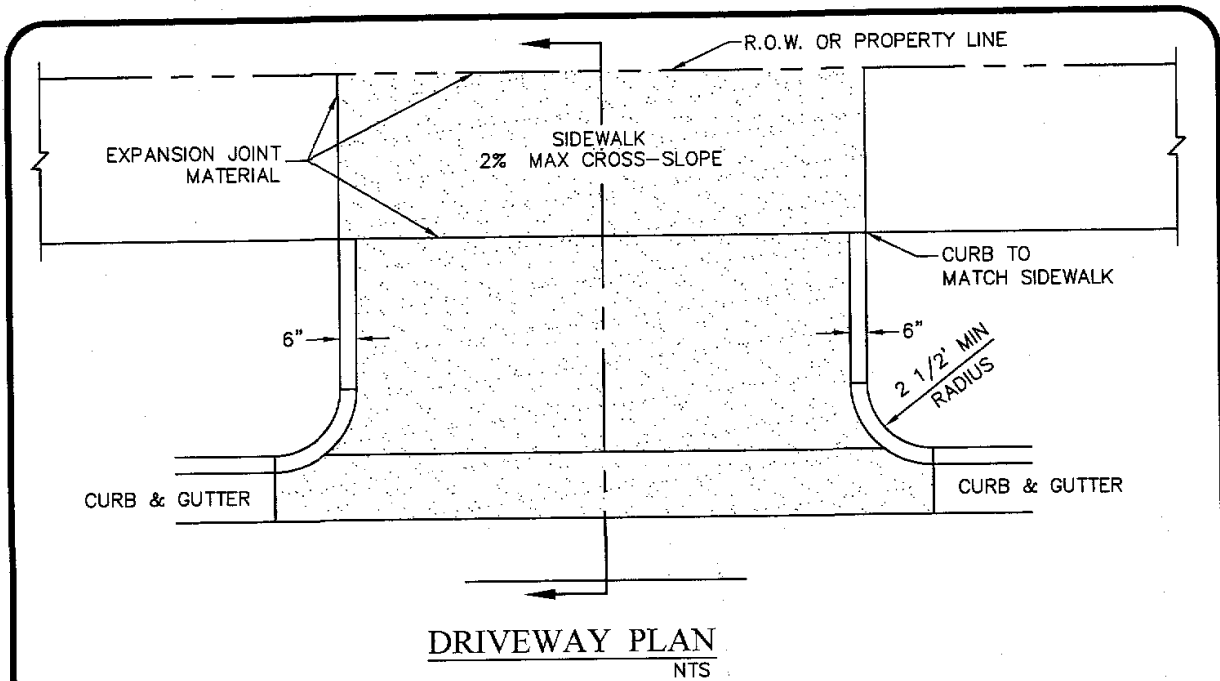 R.O.W. OR PROPERTY LINE
EXPANSION JOINT
MATERIAL
SIDEWALK
2% MAX CROSS-SLOPE
CURB TO
MATCH SIDEWALK
6"
6"
2 1/2' MIN
RADIUS
CURB & GUTTER
CURB & GUTTER
DRIVEWAY PLAN
NTS